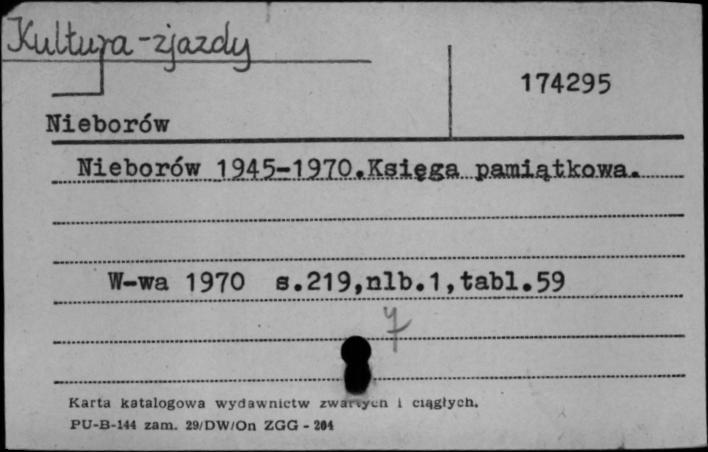 Kultura-zjazdy
174295
Nieborów
Nieborów 1945-1970.Księga pamiątkowa.
W-wa 1970 s.219,nlb.1,tabl.59
Karta katalogowa wydawnictw zwartych i ciągłych.
PU-B-144 zam. 29/DW/On ZGG - 204